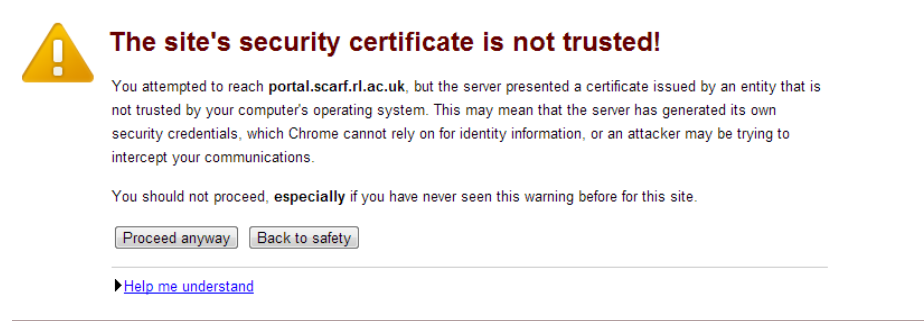 The site's security certificate is not trusted!
You attempted to reach portal.scarf.rl.ac.uk, but the server presented a certificate issued by an entity that is
not trusted by your computer's operating system. This may mean that the server has generated its own
security credentials, which Chrome cannot rely on for identity information, or an attacker may be trying to
intercept your communications.
You should not proceed, especially if you have never seen this warning before for this site.
Proceed anyway Back to safety
Help me understand